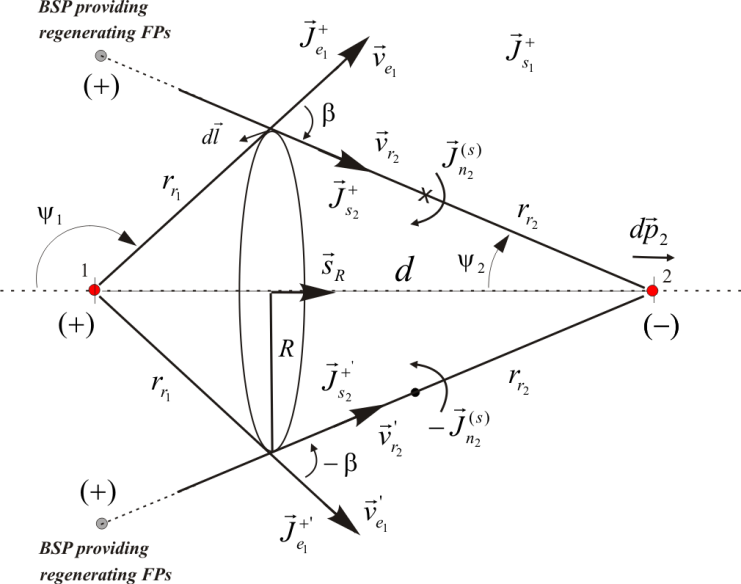 BSP providing
regenerating FPs
(+)
J⃗e₁⁺
v⃗e₁
J⃗s₁⁺
β
dl⃗
v⃗r₂
J⃗n₂⁽ˢ⁾
rr₁
J⃗s₂⁺
rr₂
ψ₁
ψ₂
dp⃗₂
1
s⃗R
d
2
(+)
(−)
R
rr₁
J⃗s₂⁺'
rr₂
v⃗r₂'
−J⃗n₂⁽ˢ⁾
(+)
−β
J⃗e₁⁺'
v⃗e₁'
BSP providing
regenerating FPs